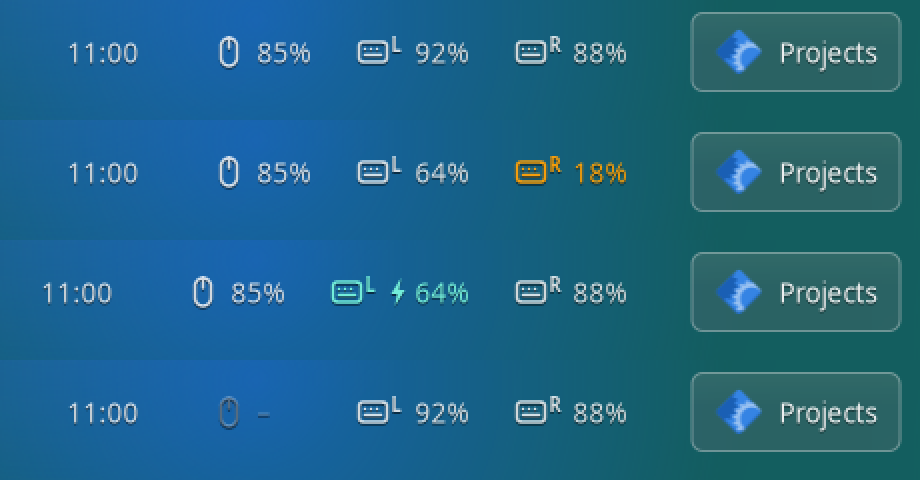 11:00 85% L 92% R 88% Projects
11:00 85% L 64% R 18% Projects
11:00 85% L 64% R 88% Projects
11:00 – L 92% R 88% Projects